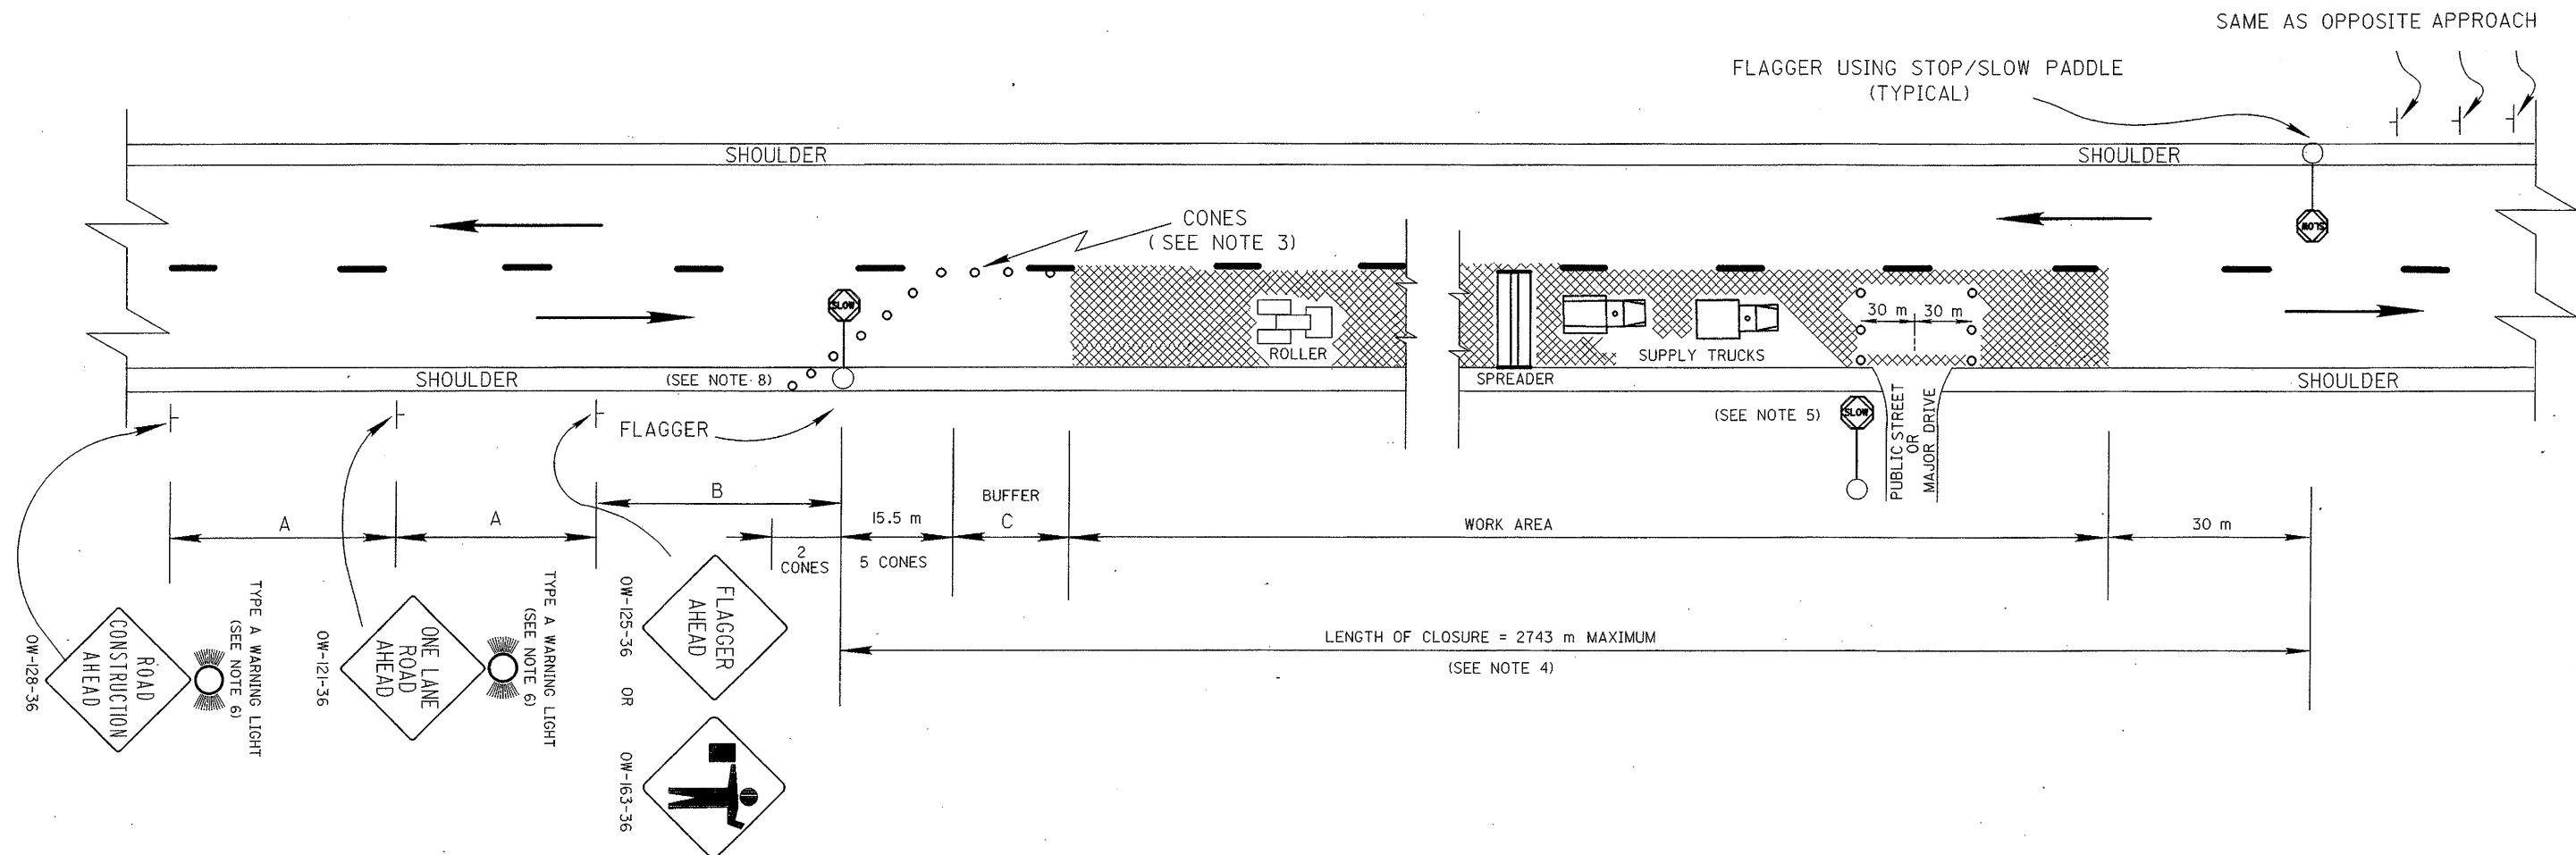 SAME AS OPPOSITE APPROACH
FLAGGER USING STOP/SLOW PADDLE
(TYPICAL)
SHOULDER
SHOULDER
CONES
(SEE NOTE 3)
SLOW
SLOW
30 m
30 m
ROLLER
SUPPLY TRUCKS
SPREADER
SHOULDER
(SEE NOTE 8)
SHOULDER
FLAGGER
(SEE NOTE 5)
SLOW
PUBLIC STREET
OR
MAJOR DRIVE
B
BUFFER
A
A
15.5 m
C
WORK AREA
30 m
2
CONES
5 CONES
LENGTH OF CLOSURE = 2743 m MAXIMUM
(SEE NOTE 4)
ROAD
CONSTRUCTION
AHEAD
OW-128-36
TYPE A WARNING LIGHT
(SEE NOTE 6)
ONE LANE
ROAD
AHEAD
OW-121-36
TYPE A WARNING LIGHT
(SEE NOTE 6)
FLAGGER
AHEAD
OW-125-36 OR OW-163-36